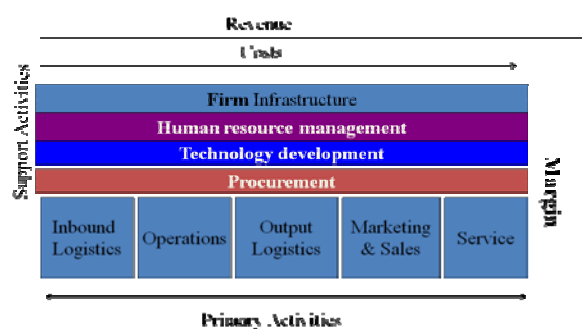 Revenue
Costs
Support Activities
Firm Infrastructure
Human resource management
Technology development
Procurement
Margin
Inbound
Logistics
Operations
Output
Logistics
Marketing
& Sales
Service
Primary Activities